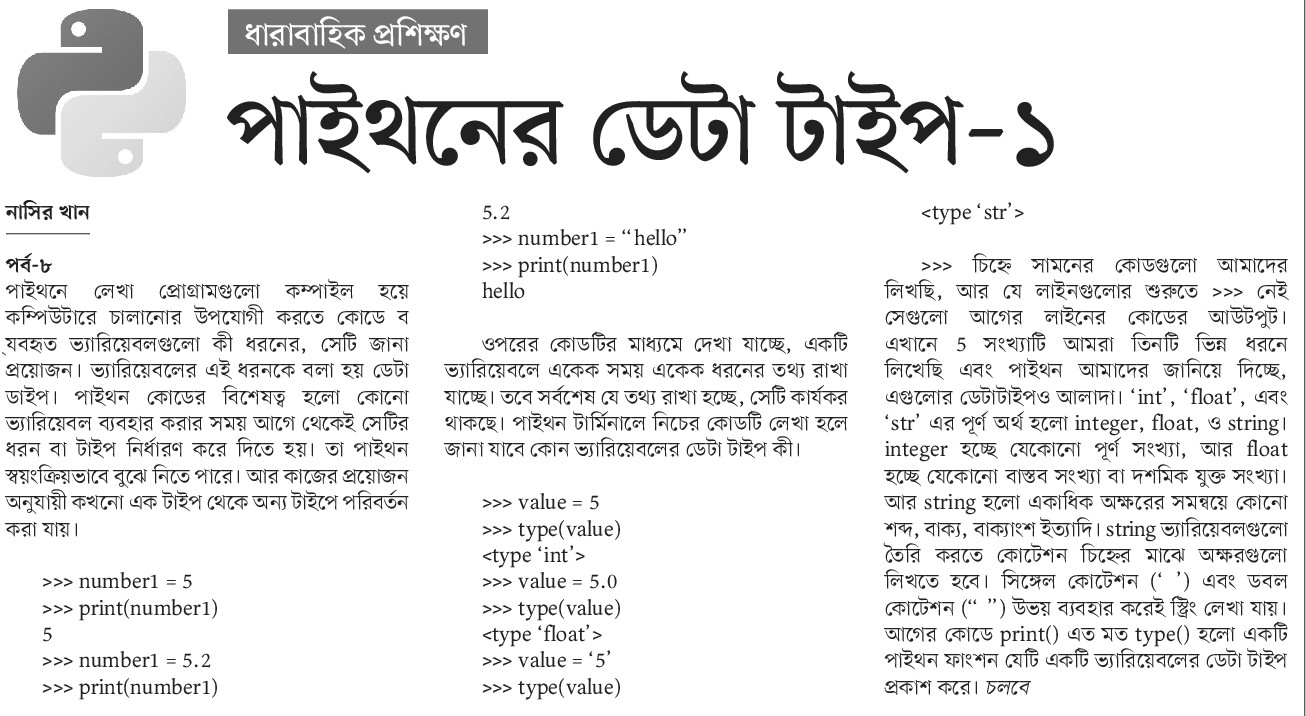 ধারাবাহিক প্রশিক্ষণ
পাইথনের ডেটা টাইপ-১
নাসির খান
পর্ব-৮
পাইথনে লেখা প্রোগ্রামগুলো কম্পাইল হয়ে
কম্পিউটারে চালানোর উপযোগী করতে কোডে ব
্যবহৃত ভ্যারিয়েবলগুলো কী ধরনের, সেটি জানা
প্রয়োজন। ভ্যারিয়েবলের এই ধরনকে বলা হয় ডেটা
ডাইপ। পাইথন কোডের বিশেষত্ব হলো কোনো
ভ্যারিয়েবল ব্যবহার করার সময় আগে থেকেই সেটির
ধরন বা টাইপ নির্ধারণ করে দিতে হয়। তা পাইথন
স্বয়ংক্রিয়ভাবে বুঝে নিতে পারে। আর কাজের প্রয়োজন
অনুযায়ী কখনো এক টাইপ থেকে অন্য টাইপে পরিবর্তন
করা যায়।
>>> number1 = 5
>>> print(number1)
5
>>> number1 = 5.2
>>> print(number1)
5.2
>>> number1 = “hello”
>>> print(number1)
hello
ওপরের কোডটির মাধ্যমে দেখা যাচ্ছে, একটি
ভ্যারিয়েবলে একেক সময় একেক ধরনের তথ্য রাখা
যাচ্ছে। তবে সর্বশেষ যে তথ্য রাখা হচ্ছে, সেটি কার্যকর
থাকছে। পাইথন টার্মিনালে নিচের কোডটি লেখা হলে
জানা যাবে কোন ভ্যারিয়েবলের ডেটা টাইপ কী।
>>> value = 5
>>> type(value)
<type ‘int’>
>>> value = 5.0
>>> type(value)
<type ‘float’>
>>> value = ‘5’
>>> type(value)
<type ‘str’>
>>> চিহ্নে সামনের কোডগুলো আমাদের
লিখছি, আর যে লাইনগুলোর শুরুতে >>> নেই
সেগুলো আগের লাইনের কোডের আউটপুট।
এখানে 5 সংখ্যাটি আমরা তিনটি ভিন্ন ধরনে
লিখেছি এবং পাইথন আমাদের জানিয়ে দিচ্ছে,
এগুলোর ডেটাটাইপও আলাদা। ‘int’, ‘float’, এবং
‘str’ এর পূর্ণ অর্থ হলো integer, float, ও string।
integer হচ্ছে যেকোনো পূর্ণ সংখ্যা, আর float
হচ্ছে যেকোনো বাস্তব সংখ্যা বা দশমিক যুক্ত সংখ্যা।
আর string হলো একাধিক অক্ষরের সমন্বয়ে কোনো
শব্দ, বাক্য, বাক্যাংশ ইত্যাদি। string ভ্যারিয়েবলগুলো
তৈরি করতে কোটেশন চিহ্নের মাঝে অক্ষরগুলো
লিখতে হবে। সিঙ্গেল কোটেশন (‘ ’) এবং ডবল
কোটেশন (“ ”) উভয় ব্যবহার করেই স্ট্রিং লেখা যায়।
আগের কোডে print() এত মত type() হলো একটি
পাইথন ফাংশন যেটি একটি ভ্যারিয়েবলের ডেটা টাইপ
প্রকাশ করে। চলবে